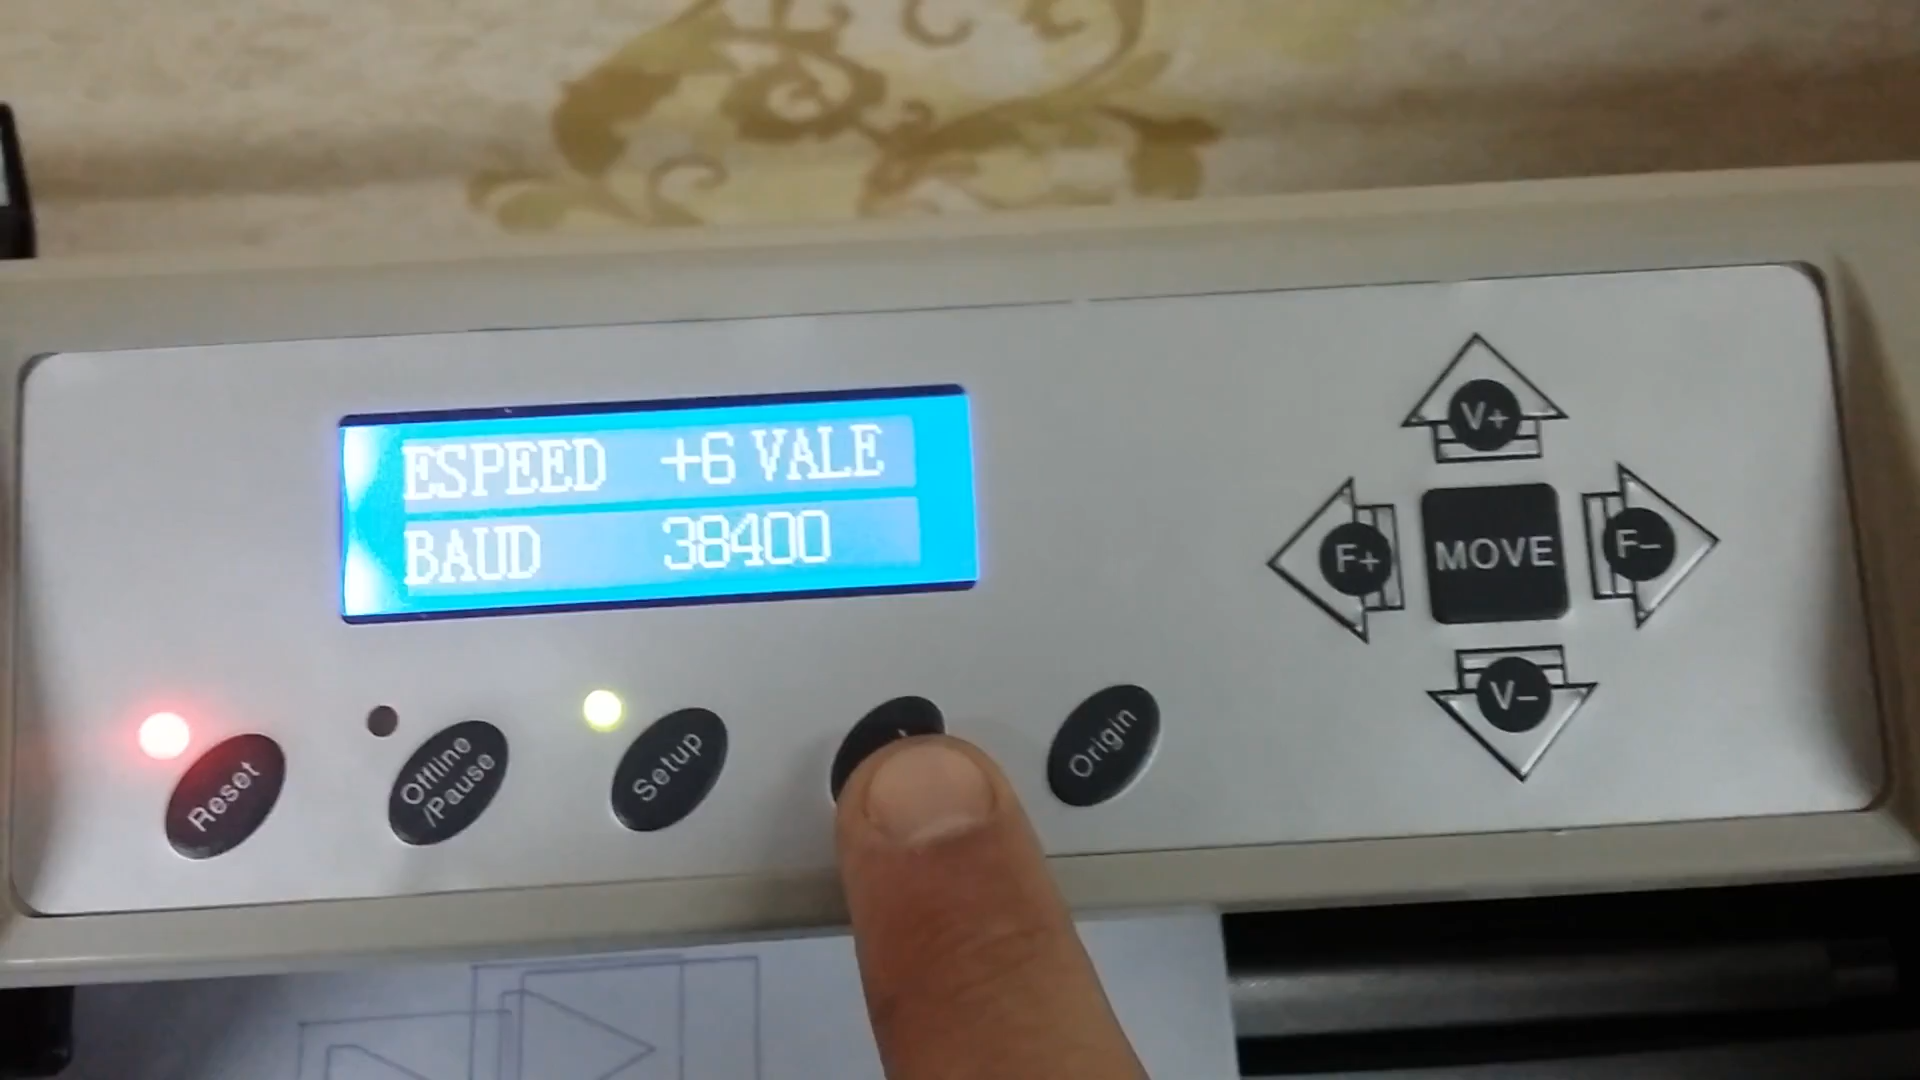 ESPEED +6 VALE
BAUD 38400
Reset
Offline
/Pause
Setup
Origin
V+
F+
MOVE
F-
V-